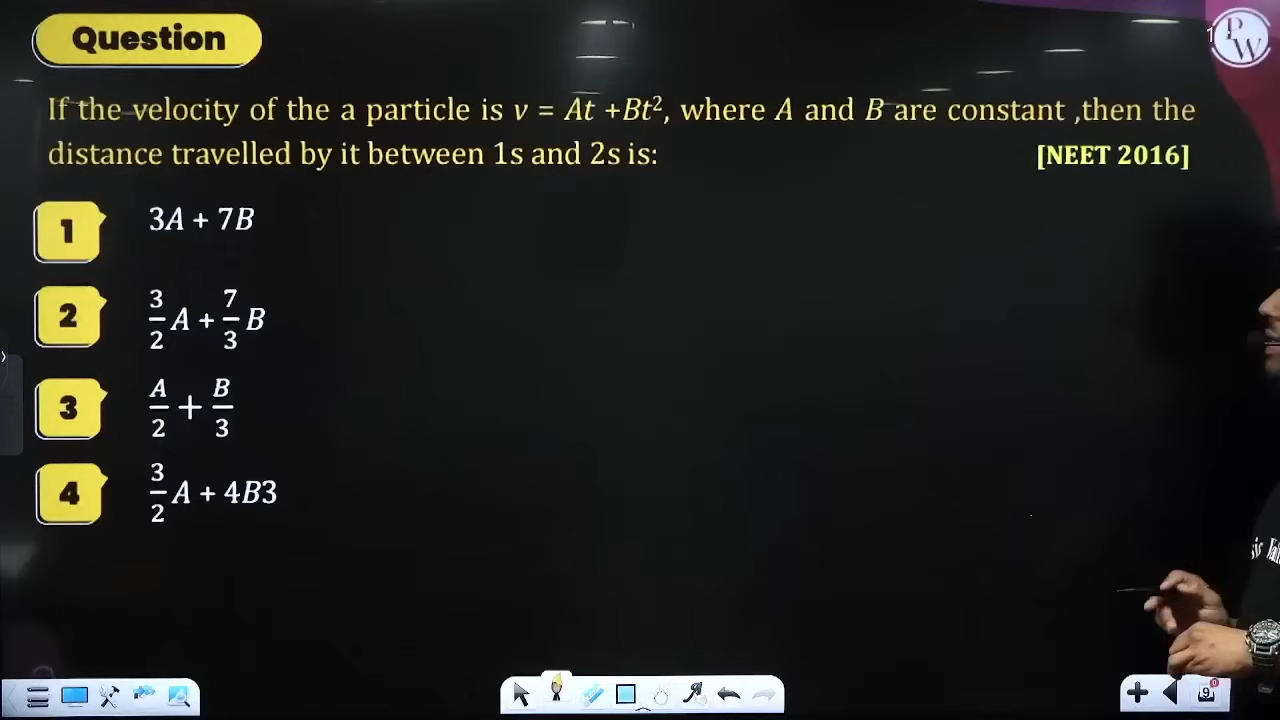 Question
PW
If the velocity of the a particle is v = At +Bt², where A and B are constant ,then the
distance travelled by it between 1s and 2s is: [NEET 2016]
1 3A + 7B
2 3/2 A + 7/3 B
3 A/2 + B/3
4 3/2 A + 4B3
9